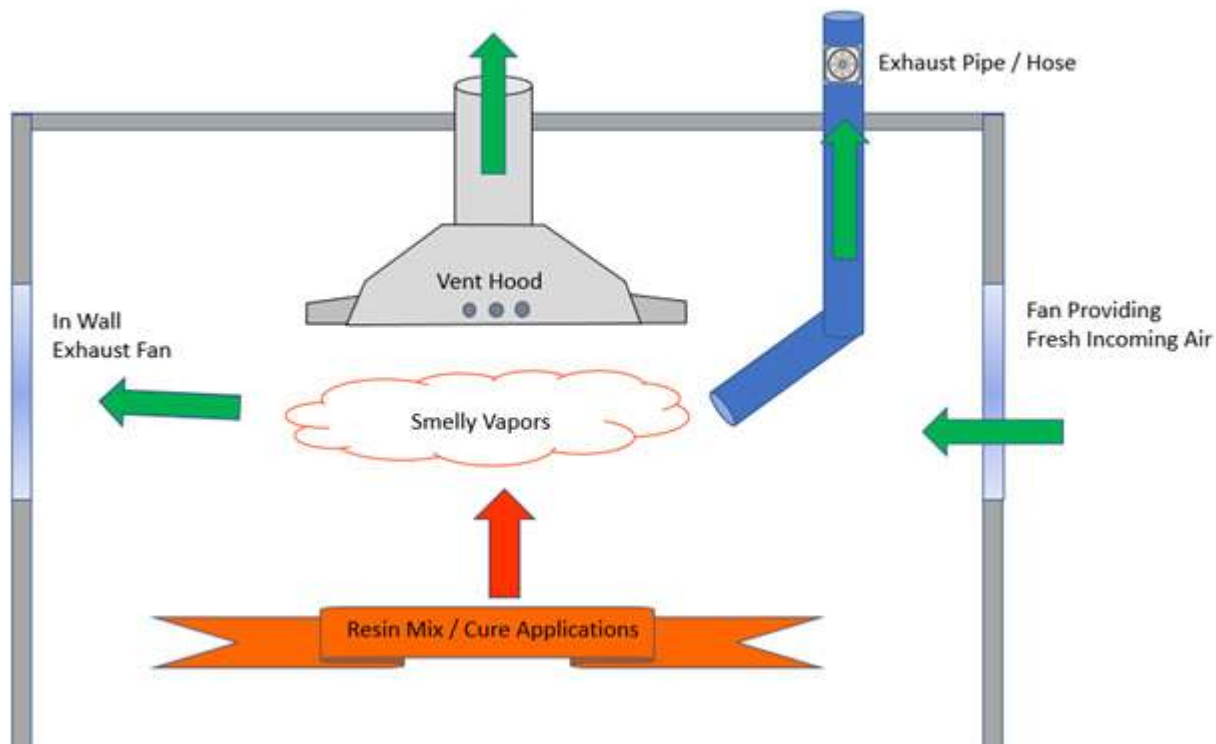 Exhaust Pipe / Hose
Vent Hood
In Wall
Exhaust Fan
Fan Providing
Fresh Incoming Air
Smelly Vapors
Resin Mix / Cure Applications